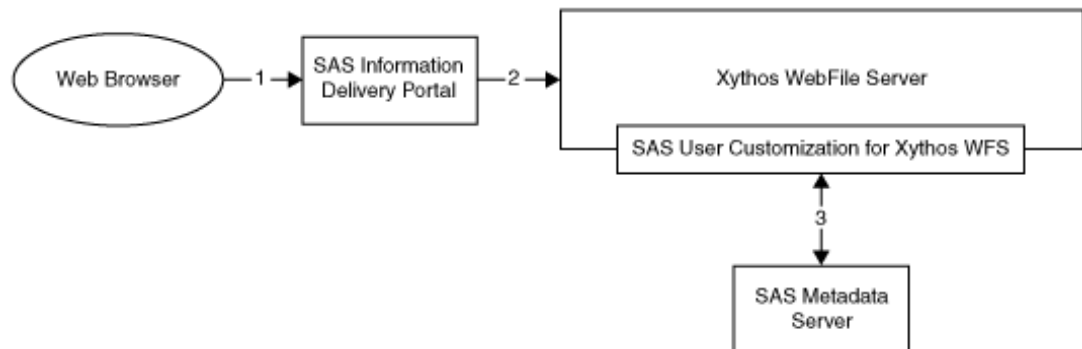 Web Browser
1
SAS Information
Delivery Portal
2
Xythos WebFile Server
SAS User Customization for Xythos WFS
3
SAS Metadata
Server